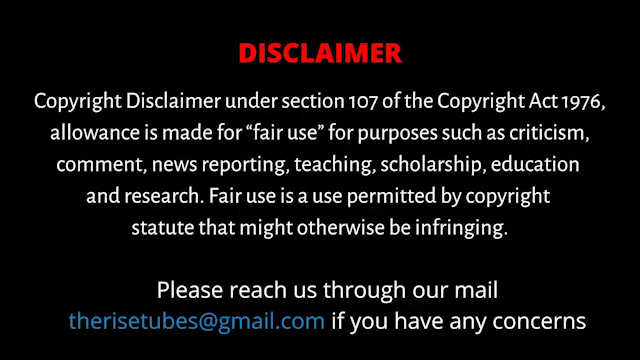 DISCLAIMER
Copyright Disclaimer under section 107 of the Copyright Act 1976,
allowance is made for “fair use” for purposes such as criticism,
comment, news reporting, teaching, scholarship, education
and research. Fair use is a use permitted by copyright
statute that might otherwise be infringing.
Please reach us through our mail
therisetubes@gmail.com if you have any concerns